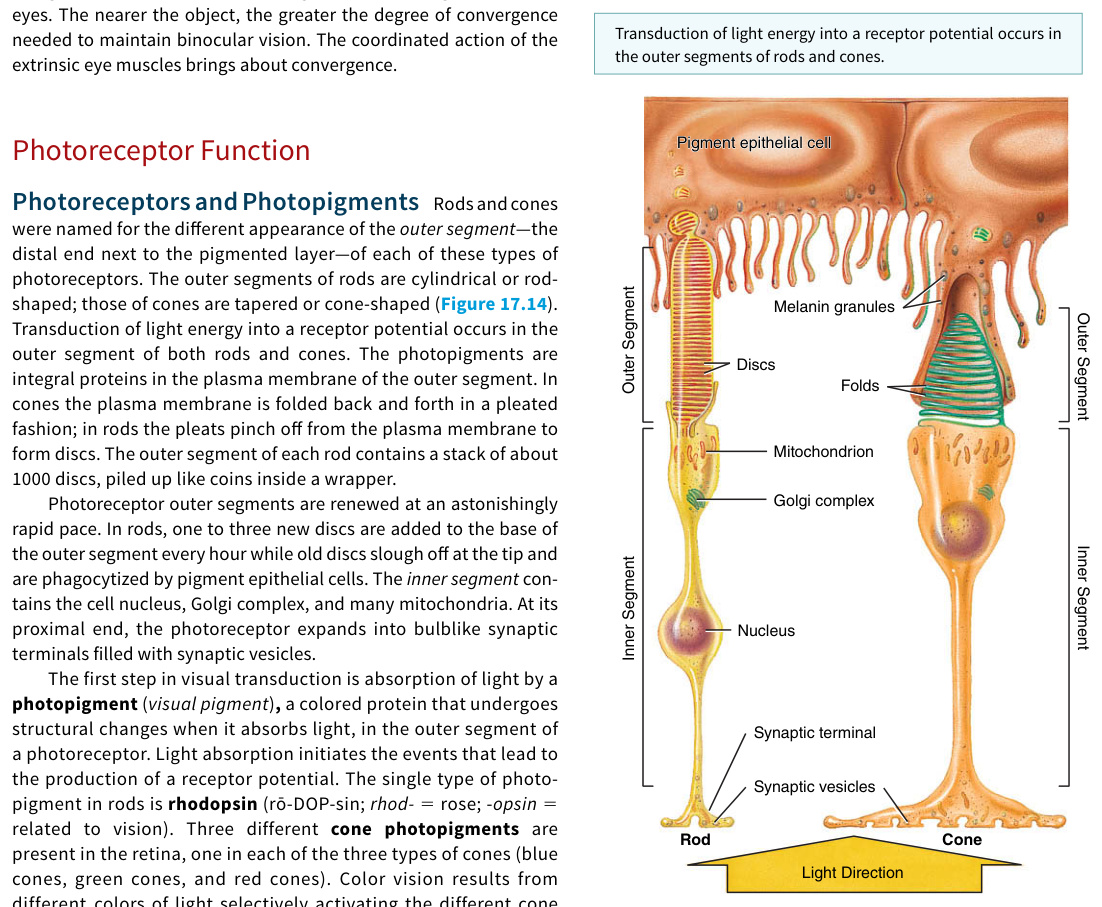 eyes. The nearer the object, the greater the degree of convergence
needed to maintain binocular vision. The coordinated action of the
extrinsic eye muscles brings about convergence.
Photoreceptor Function
Photoreceptors and Photopigments Rods and cones
were named for the different appearance of the outer segment—the
distal end next to the pigmented layer—of each of these types of
photoreceptors. The outer segments of rods are cylindrical or rod-
shaped; those of cones are tapered or cone-shaped (Figure 17.14).
Transduction of light energy into a receptor potential occurs in the
outer segment of both rods and cones. The photopigments are
integral proteins in the plasma membrane of the outer segment. In
cones the plasma membrane is folded back and forth in a pleated
fashion; in rods the pleats pinch off from the plasma membrane to
form discs. The outer segment of each rod contains a stack of about
1000 discs, piled up like coins inside a wrapper.
Photoreceptor outer segments are renewed at an astonishingly
rapid pace. In rods, one to three new discs are added to the base of
the outer segment every hour while old discs slough off at the tip and
are phagocytized by pigment epithelial cells. The inner segment con-
tains the cell nucleus, Golgi complex, and many mitochondria. At its
proximal end, the photoreceptor expands into bulblike synaptic
terminals filled with synaptic vesicles.
The first step in visual transduction is absorption of light by a
photopigment (visual pigment), a colored protein that undergoes
structural changes when it absorbs light, in the outer segment of
a photoreceptor. Light absorption initiates the events that lead to
the production of a receptor potential. The single type of photo-
pigment in rods is rhodopsin (rō-DOP-sin; rhod- = rose; -opsin =
related to vision). Three different cone photopigments are
present in the retina, one in each of the three types of cones (blue
cones, green cones, and red cones). Color vision results from
different colors of light selectively activating the different cone
Transduction of light energy into a receptor potential occurs in
the outer segments of rods and cones.
Pigment epithelial cell
Melanin granules
Outer Segment
Outer Segment
Discs
Folds
Mitochondrion
Golgi complex
Inner Segment
Inner Segment
Nucleus
Synaptic terminal
Synaptic vesicles
Rod
Cone
Light Direction